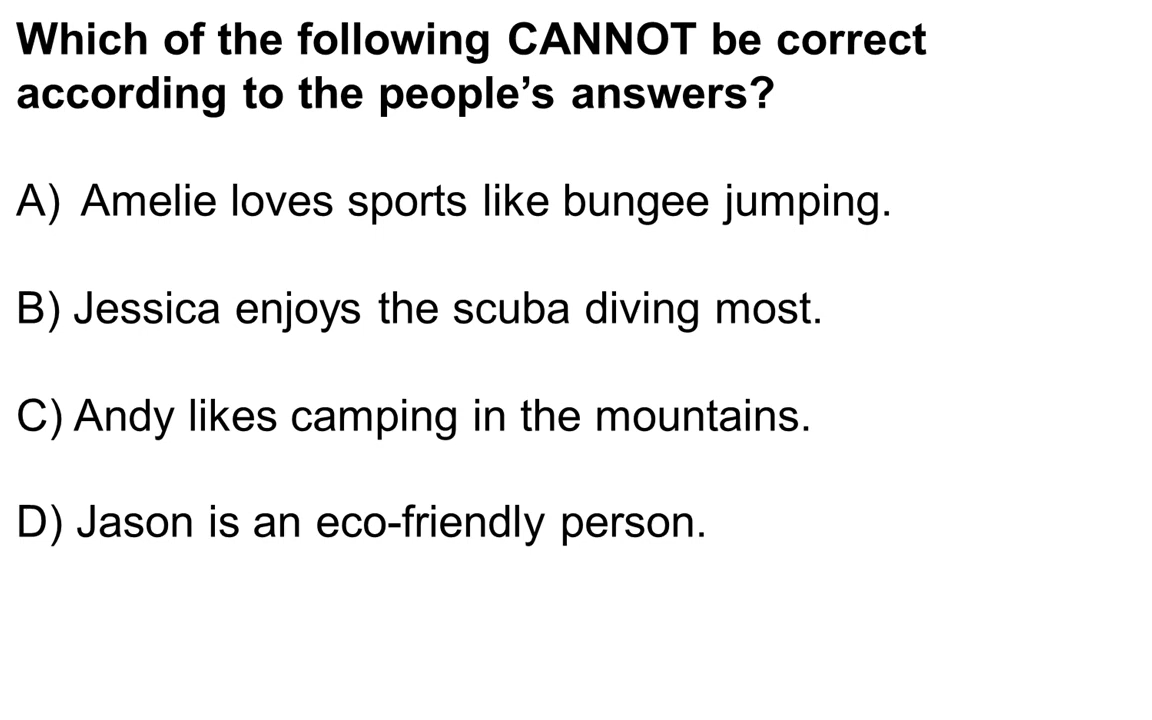 Which of the following CANNOT be correct
according to the people’s answers?
A) Amelie loves sports like bungee jumping.
B) Jessica enjoys the scuba diving most.
C) Andy likes camping in the mountains.
D) Jason is an eco-friendly person.